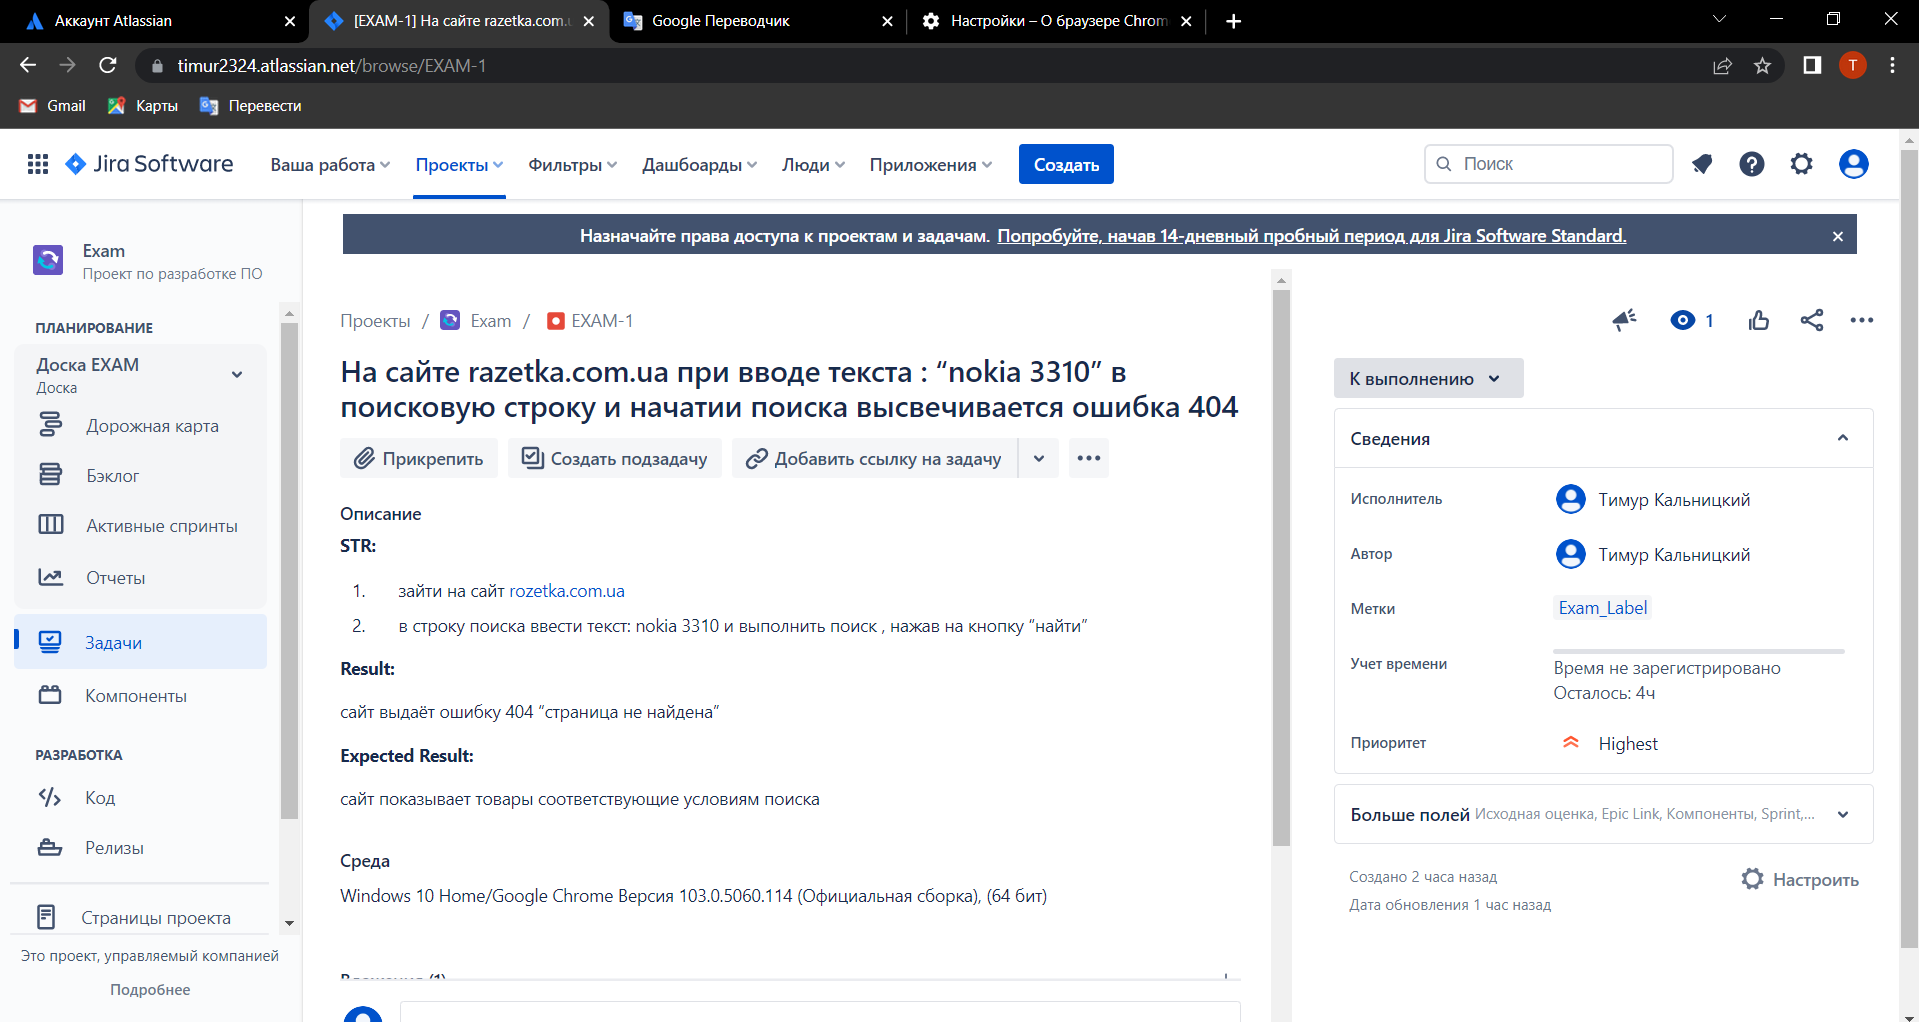 Аккаунт Atlassian
[EXAM-1] На сайте razetka.com.u
Google Переводчик
Настройки – О браузере Chrom
timur2324.atlassian.net/browse/EXAM-1
T
Gmail
Карты
Перевести
Jira Software
Ваша работа
Проекты
Фильтры
Дашбоарды
Люди
Приложения
Создать
Поиск
Назначайте права доступа к проектам и задачам. Попробуйте, начав 14-дневный пробный период для Jira Software Standard.
Exam
Проект по разработке ПО
ПЛАНИРОВАНИЕ
Доска EXAM
Доска
Дорожная карта
Бэклог
Активные спринты
Отчеты
Задачи
Компоненты
РАЗРАБОТКА
Код
Релизы
Страницы проекта
Это проект, управляемый компанией
Подробнее
Проекты / Exam / EXAM-1
На сайте razetka.com.ua при вводе текста : “nokia 3310” в
поисковую строку и начатии поиска высвечивается ошибка 404
Прикрепить
Создать подзадачу
Добавить ссылку на задачу
Описание
STR:
1. зайти на сайт rozetka.com.ua
2. в строку поиска ввести текст: nokia 3310 и выполнить поиск , нажав на кнопку “найти”
Result:
сайт выдаёт ошибку 404 “страница не найдена”
Expected Result:
сайт показывает товары соответствующие условиям поиска
Среда
Windows 10 Home/Google Chrome Версия 103.0.5060.114 (Официальная сборка), (64 бит)
1
К выполнению
Сведения
Исполнитель
Тимур Кальницкий
Автор
Тимур Кальницкий
Метки
Exam_Label
Учет времени
Время не зарегистрировано
Осталось: 4ч
Приоритет
Highest
Больше полей Исходная оценка, Epic Link, Компоненты, Sprint,...
Создано 2 часа назад
Дата обновления 1 час назад
Настроить